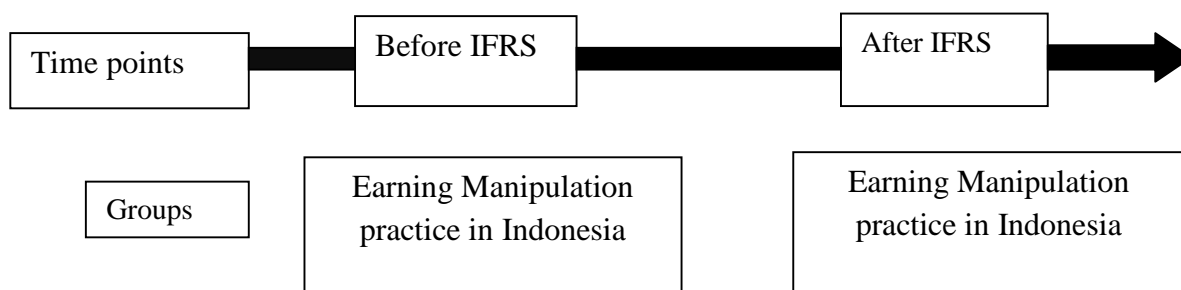 Time points
Before IFRS
After IFRS
Groups
Earning Manipulation
practice in Indonesia
Earning Manipulation
practice in Indonesia